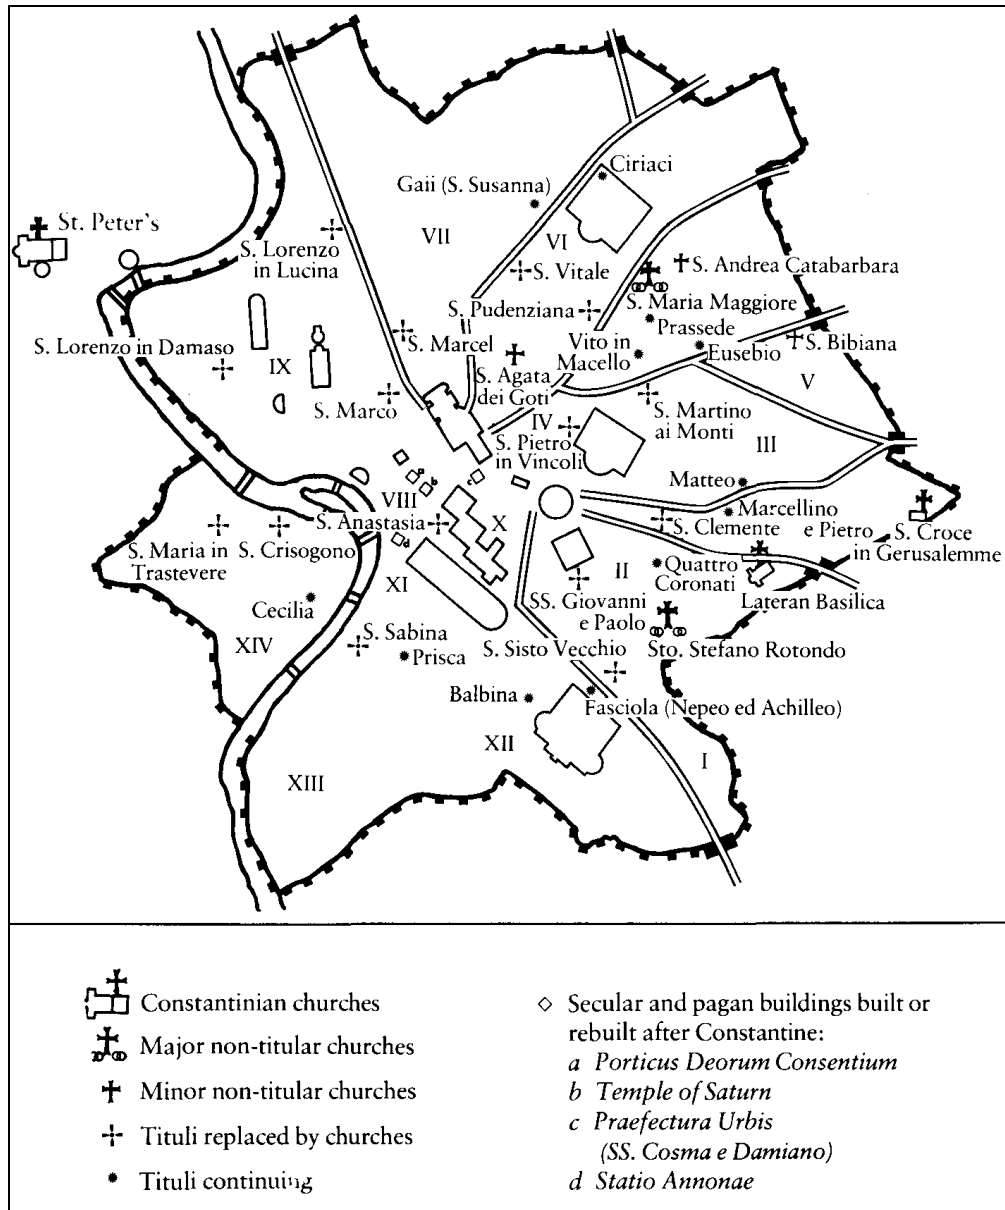 Ciriaci
Gaii (S. Susanna)
St. Peter's
VII
VI
S. Lorenzo
in Lucina
S. Vitale
S. Andrea Catabarbara
S. Pudenziana
S. Maria Maggiore
Prassede
S. Lorenzo in Damaso
S. Marcel
Vito in
Macello
Eusebio
S. Bibiana
IX
S. Agata
dei Goti
V
S. Marco
IV
S. Martino
ai Monti
S. Pietro
in Vincoli
III
Matteo
VIII
Marcellino
e Pietro
S. Anastasia
X
S. Clemente
S. Croce
in Gerusalemme
S. Maria in
Trastevere
S. Crisogono
XI
II
Quattro
Coronati
Cecilia
SS. Giovanni
e Paolo
Lateran Basilica
XIV
S. Sabina
Prisca
S. Sisto Vecchio
Sto. Stefano Rotondo
Balbina
Fasciola (Nepeo ed Achilleo)
XII
I
XIII
Constantinian churches
Major non-titular churches
Minor non-titular churches
Tituli replaced by churches
Tituli continuing
Secular and pagan buildings built or
rebuilt after Constantine:
a Porticus Deorum Consentium
b Temple of Saturn
c Praefectura Urbis
(SS. Cosma e Damiano)
d Statio Annonae